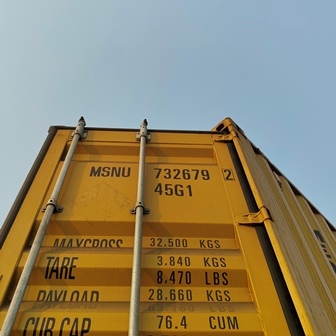 MSNU 732679 2
45G1
MAXGROSS 32.500 KGS
TARE 3.840 KGS
8.470 LBS
PAYLOAD 28.660 KGS
CUB.CAP 76.4 CUM